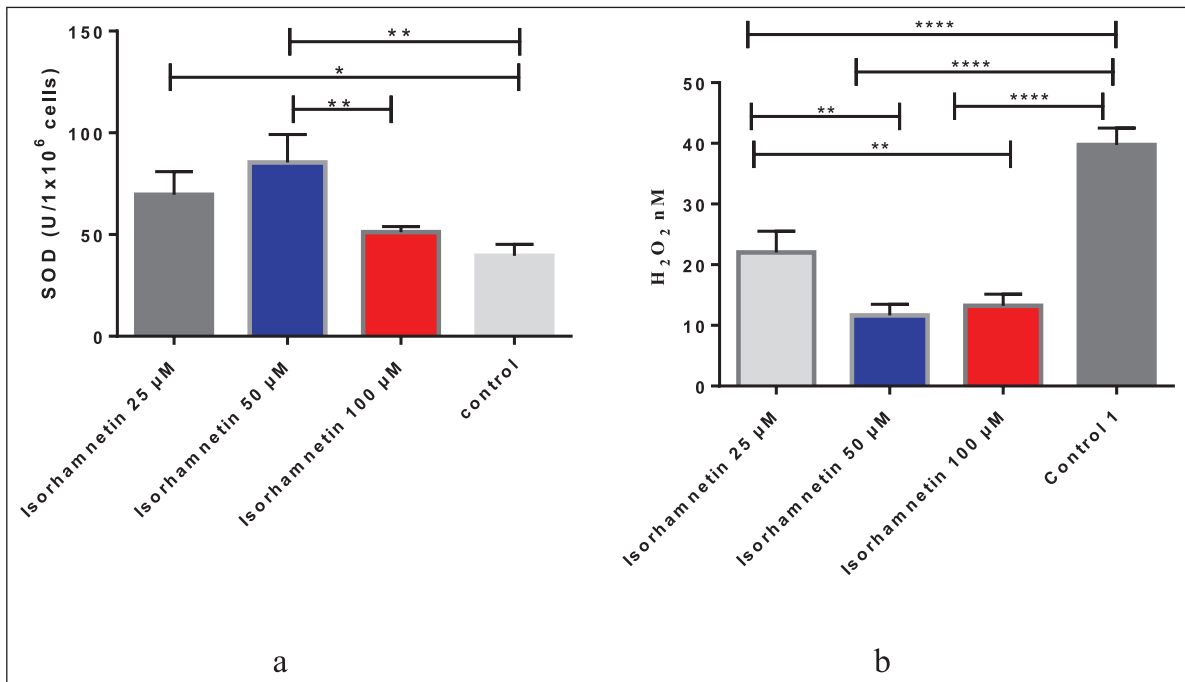 150
100
50
0
SOD (U/1x10⁶ cells)
**
*
**
Isorhamnetin 25 µM
Isorhamnetin 50 µM
Isorhamnetin 100 µM
control
a
50
40
30
20
10
0
H₂O₂ nM
****
****
** ****
**
Isorhamnetin 25 µM
Isorhamnetin 50 µM
Isorhamnetin 100 µM
Control 1
b